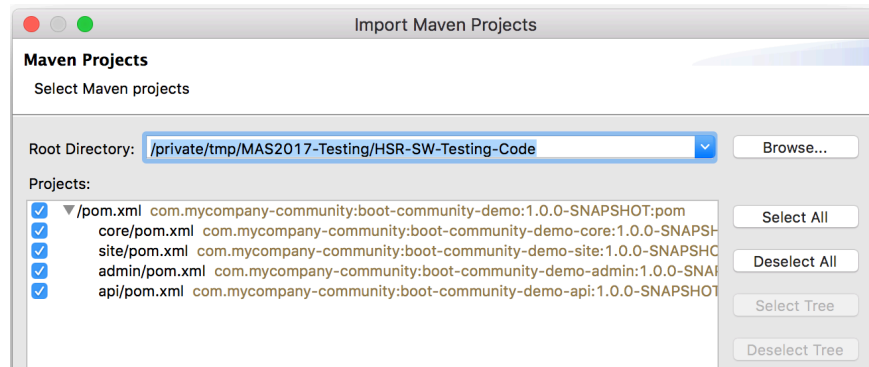 Import Maven Projects
Maven Projects
Select Maven projects
Root Directory: /private/tmp/MAS2017-Testing/HSR-SW-Testing-Code Browse...
Projects:
/pom.xml com.mycompany-community:boot-community-demo:1.0.0-SNAPSHOT:pom
core/pom.xml com.mycompany-community:boot-community-demo-core:1.0.0-SNAPSH
site/pom.xml com.mycompany-community:boot-community-demo-site:1.0.0-SNAPSHO
admin/pom.xml com.mycompany-community:boot-community-demo-admin:1.0.0-SNAP
api/pom.xml com.mycompany-community:boot-community-demo-api:1.0.0-SNAPSHOT
Select All
Deselect All
Select Tree
Deselect Tree